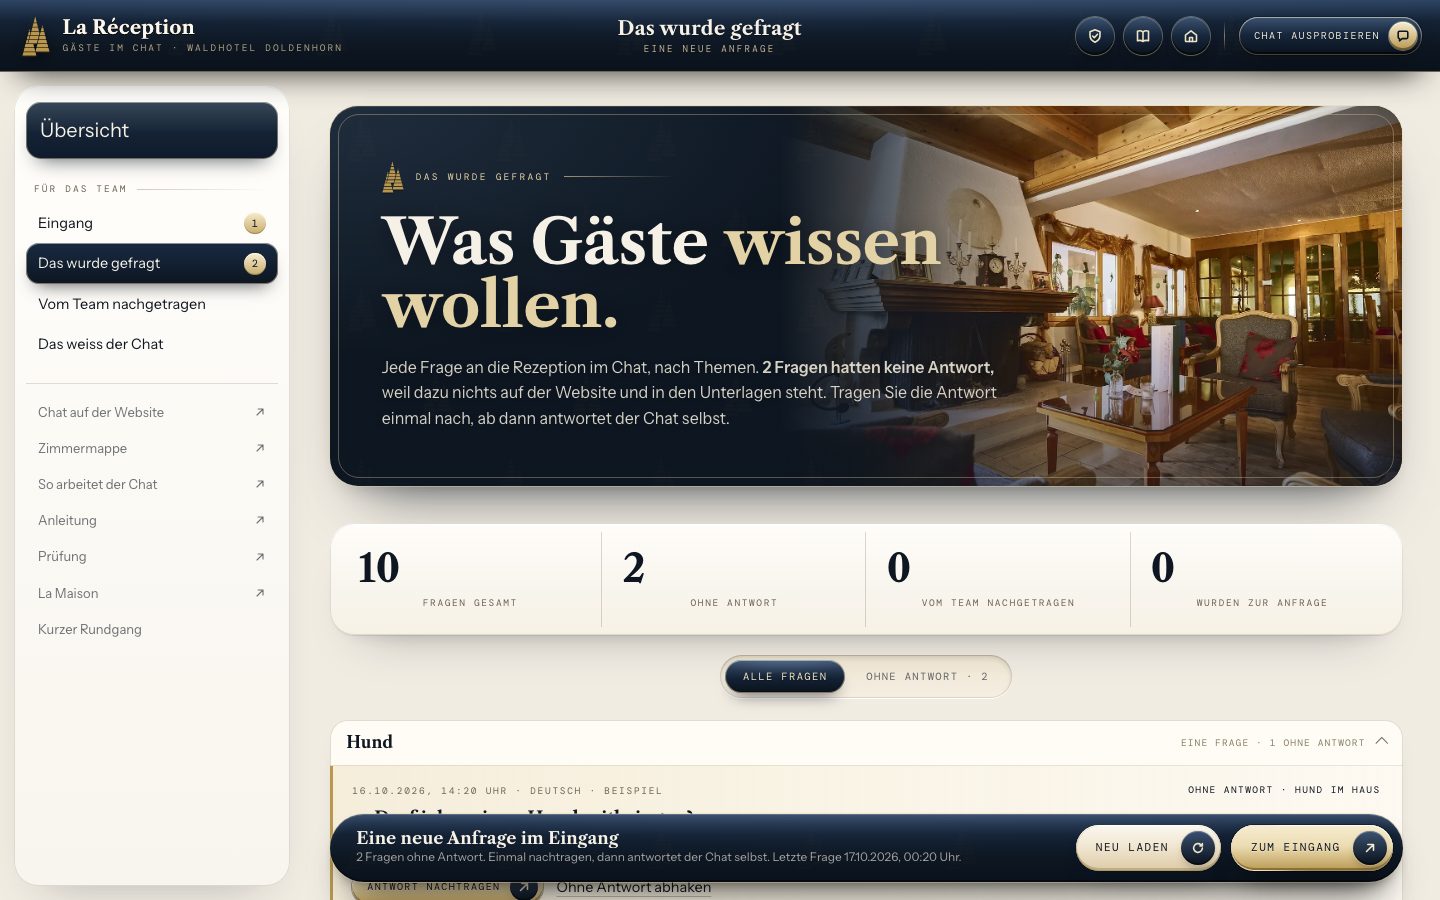 La Réception
GÄSTE IM CHAT · WALDHOTEL DOLDENHORN
Das wurde gefragt
EINE NEUE ANFRAGE
CHAT AUSPROBIEREN
Übersicht
FÜR DAS TEAM
Eingang 1
Das wurde gefragt 2
Vom Team nachgetragen
Das weiss der Chat
Chat auf der Website
Zimmermappe
So arbeitet der Chat
Anleitung
Prüfung
La Maison
Kurzer Rundgang
DAS WURDE GEFRAGT
Was Gäste wissen
wollen.
Jede Frage an die Rezeption im Chat, nach Themen. 2 Fragen hatten keine Antwort,
weil dazu nichts auf der Website und in den Unterlagen steht. Tragen Sie die Antwort
einmal nach, ab dann antwortet der Chat selbst.
10
FRAGEN GESAMT
2
OHNE ANTWORT
0
VOM TEAM NACHGETRAGEN
0
WURDEN ZUR ANFRAGE
ALLE FRAGEN
OHNE ANTWORT · 2
Hund
EINE FRAGE · 1 OHNE ANTWORT
16.10.2026, 14:20 UHR · DEUTSCH · BEISPIEL
OHNE ANTWORT · HUND IM HAUS
Eine neue Anfrage im Eingang
2 Fragen ohne Antwort. Einmal nachtragen, dann antwortet der Chat selbst. Letzte Frage 17.10.2026, 00:20 Uhr.
NEU LADEN
ZUM EINGANG
ANTWORT NACHTRAGEN
Ohne Antwort abhaken